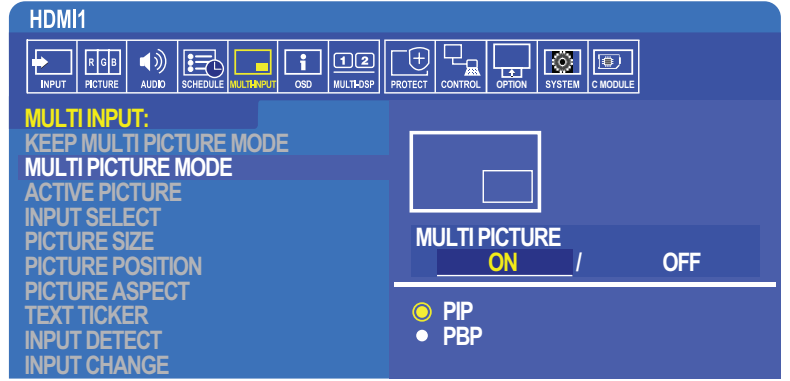 HDMI1
R G B 1 2
INPUT PICTURE AUDIO SCHEDULE MULTI-INPUT OSD MULTI-DSP PROTECT CONTROL OPTION SYSTEM C MODULE
MULTI INPUT:
KEEP MULTI PICTURE MODE
MULTI PICTURE MODE
ACTIVE PICTURE
INPUT SELECT
PICTURE SIZE
PICTURE POSITION
PICTURE ASPECT
TEXT TICKER
INPUT DETECT
INPUT CHANGE
MULTI PICTURE
ON / OFF
PIP
PBP